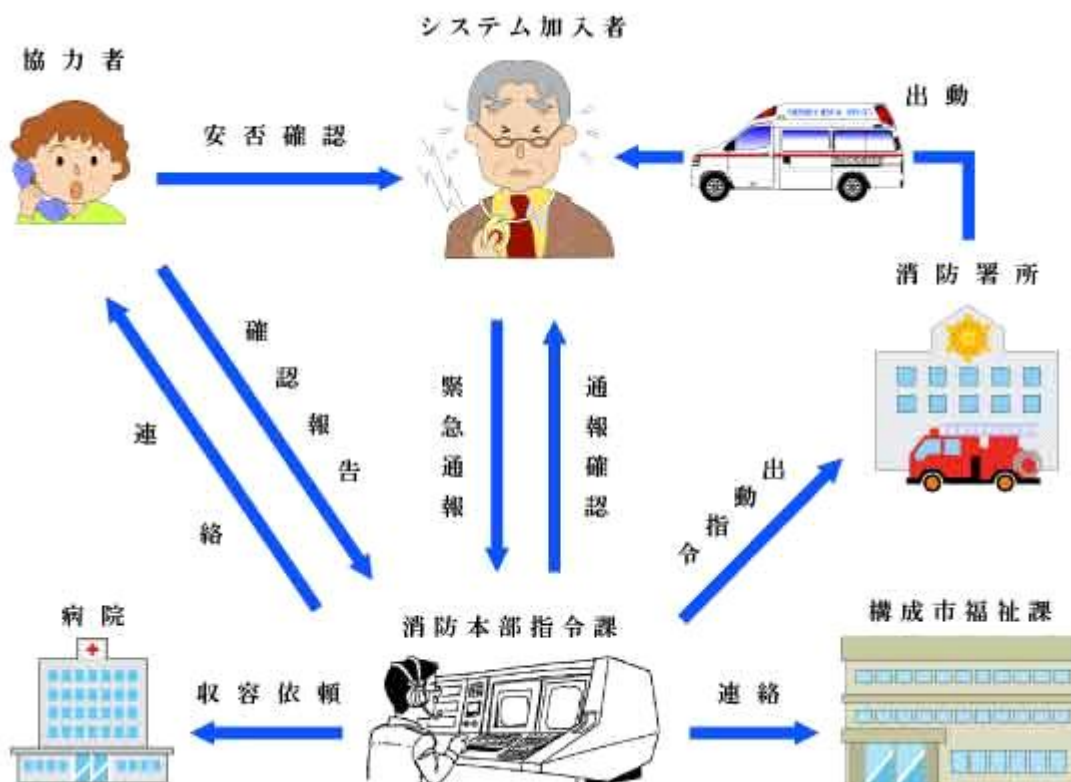 システム加入者
協力者
出動
安否確認
消防署所
確認報告
連絡
緊急通報
通報確認
出動指令
病院
消防本部指令課
構成市福祉課
収容依頼
連絡